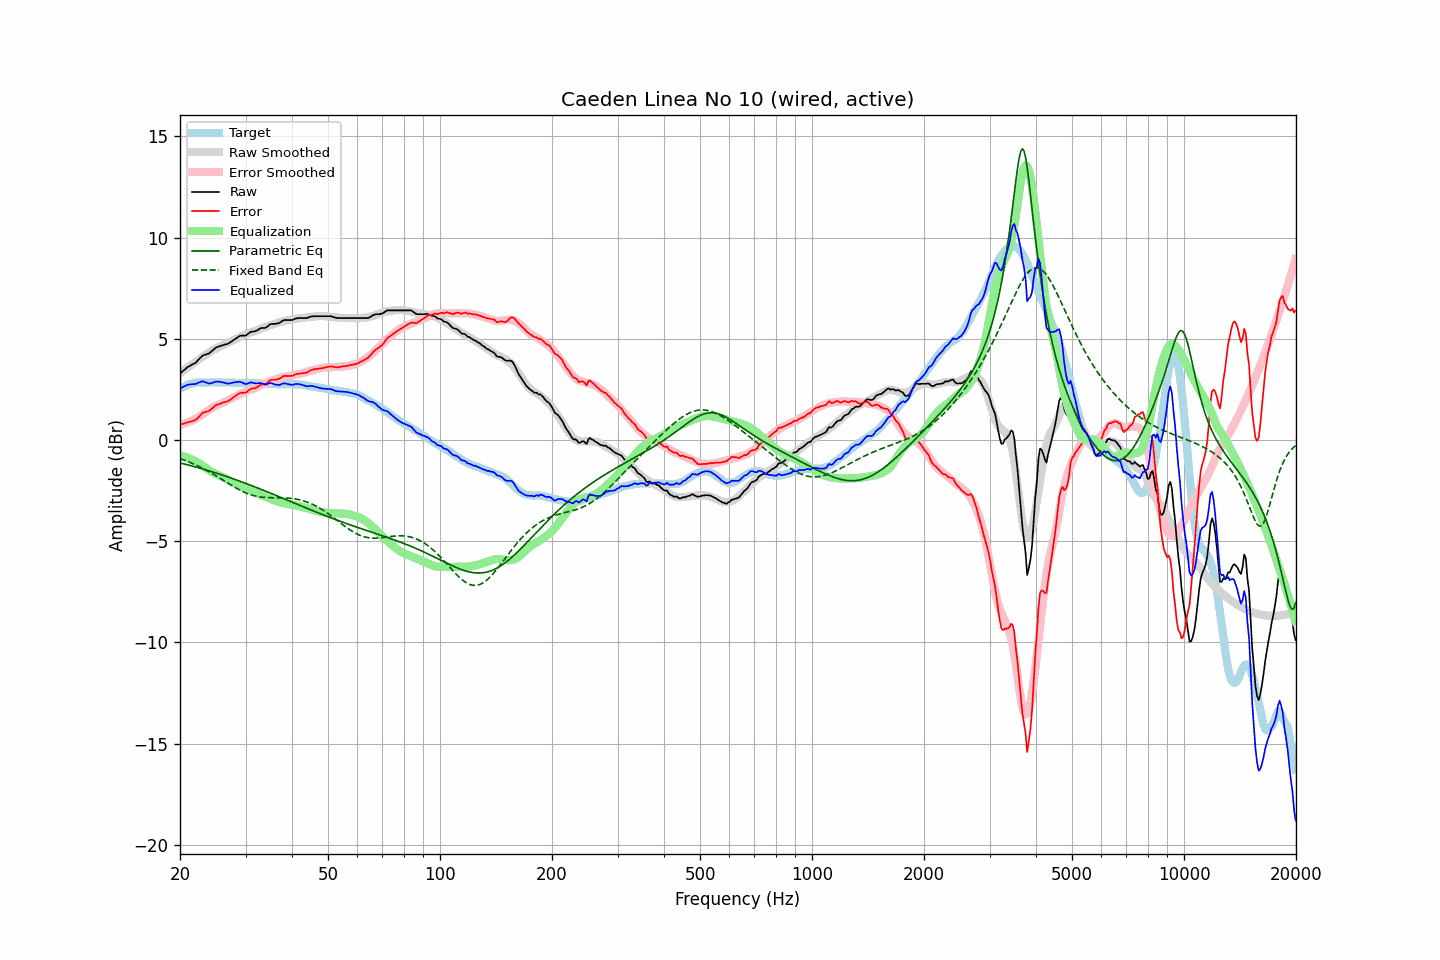 Caeden Linea No 10 (wired, active)
Target
Raw Smoothed
Error Smoothed
Raw
Error
Equalization
Parametric Eq
Fixed Band Eq
Equalized
Amplitude (dBr)
15
10
5
0
−5
−10
−15
−20
20 50 100 200 500 1000 2000 5000 10000 20000
Frequency (Hz)